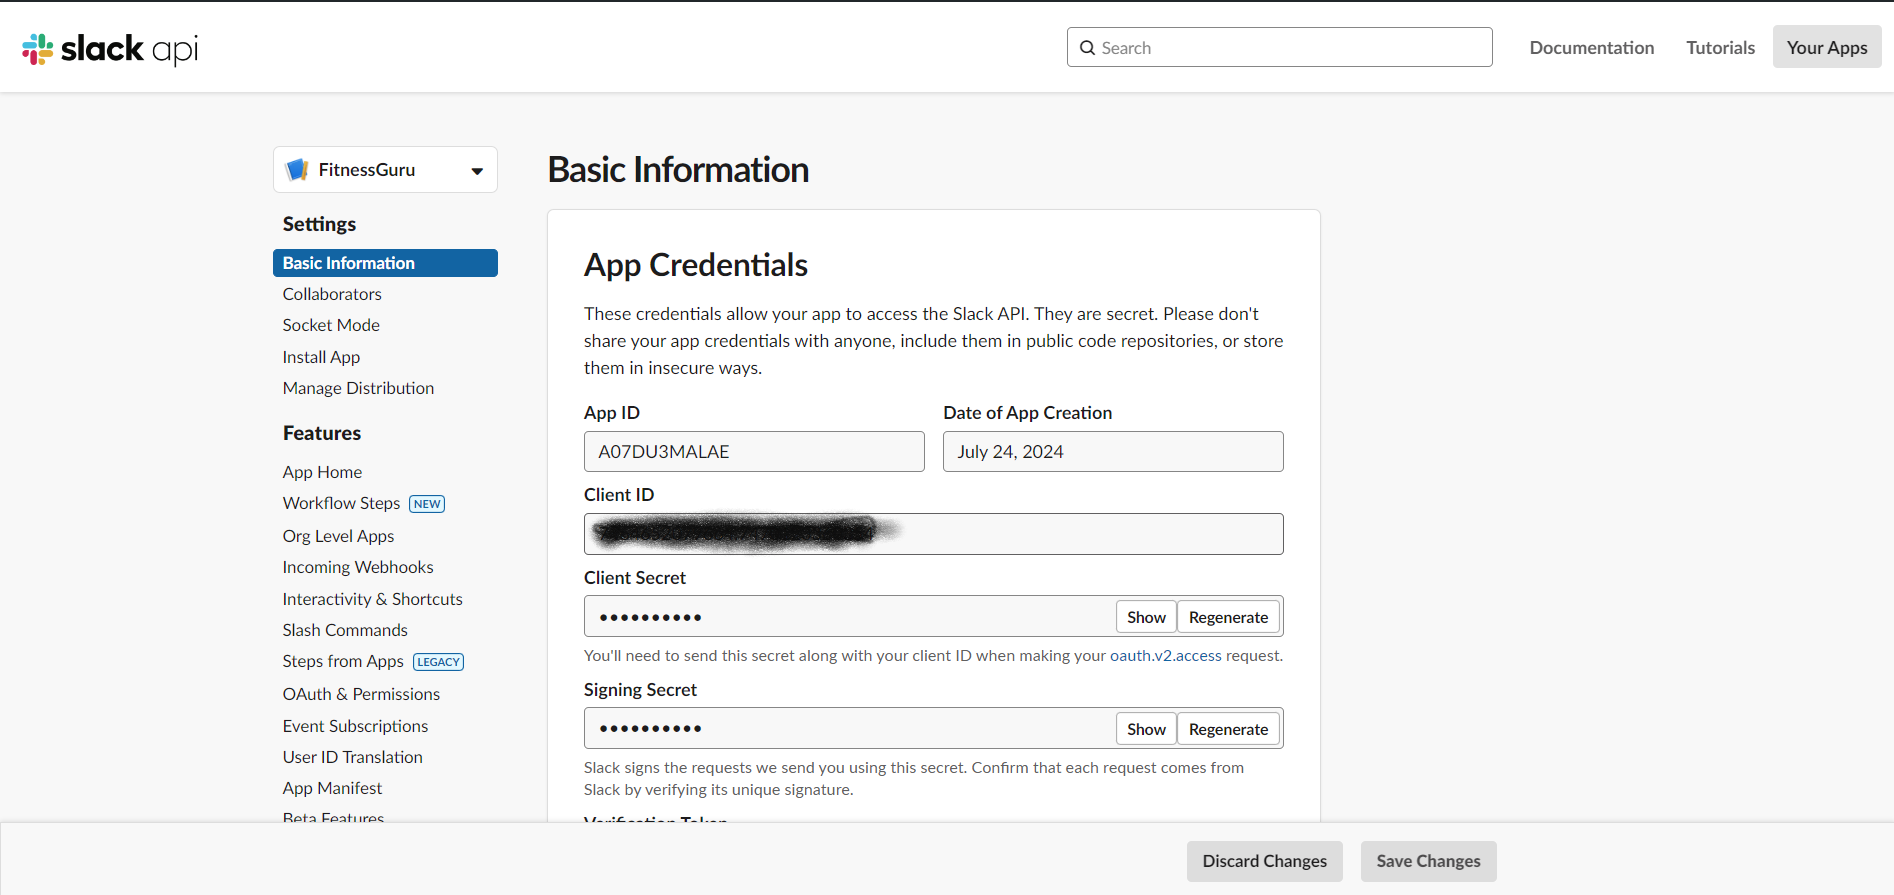 slack api
Search
Documentation
Tutorials
Your Apps
FitnessGuru
Settings
Basic Information
Collaborators
Socket Mode
Install App
Manage Distribution
Features
App Home
Workflow Steps NEW
Org Level Apps
Incoming Webhooks
Interactivity & Shortcuts
Slash Commands
Steps from Apps LEGACY
OAuth & Permissions
Event Subscriptions
User ID Translation
App Manifest
Beta Features
Basic Information
App Credentials
These credentials allow your app to access the Slack API. They are secret. Please don't
share your app credentials with anyone, include them in public code repositories, or store
them in insecure ways.
App ID
A07DU3MALAE
Date of App Creation
July 24, 2024
Client ID
Client Secret
••••••••••
Show
Regenerate
You'll need to send this secret along with your client ID when making your oauth.v2.access request.
Signing Secret
••••••••••
Show
Regenerate
Slack signs the requests we send you using this secret. Confirm that each request comes from
Slack by verifying its unique signature.
Verification Token
Discard Changes
Save Changes